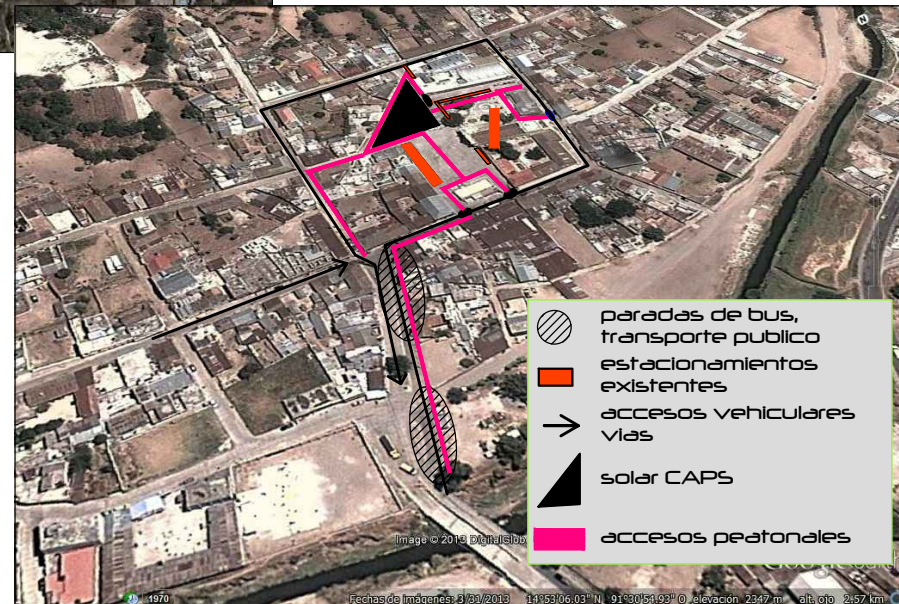 N
paradas de bus,
transporte publico
estacionamientos
existentes
accesos vehiculares
vias
solar CAPS
accesos peatonales
Image © 2013 DigitalGlob
1970
Fechas de imágenes: 3/31/2013 14°53'06.03" N 91°30'54.93" O elevación 2347 m alt. ojo 2.57 km